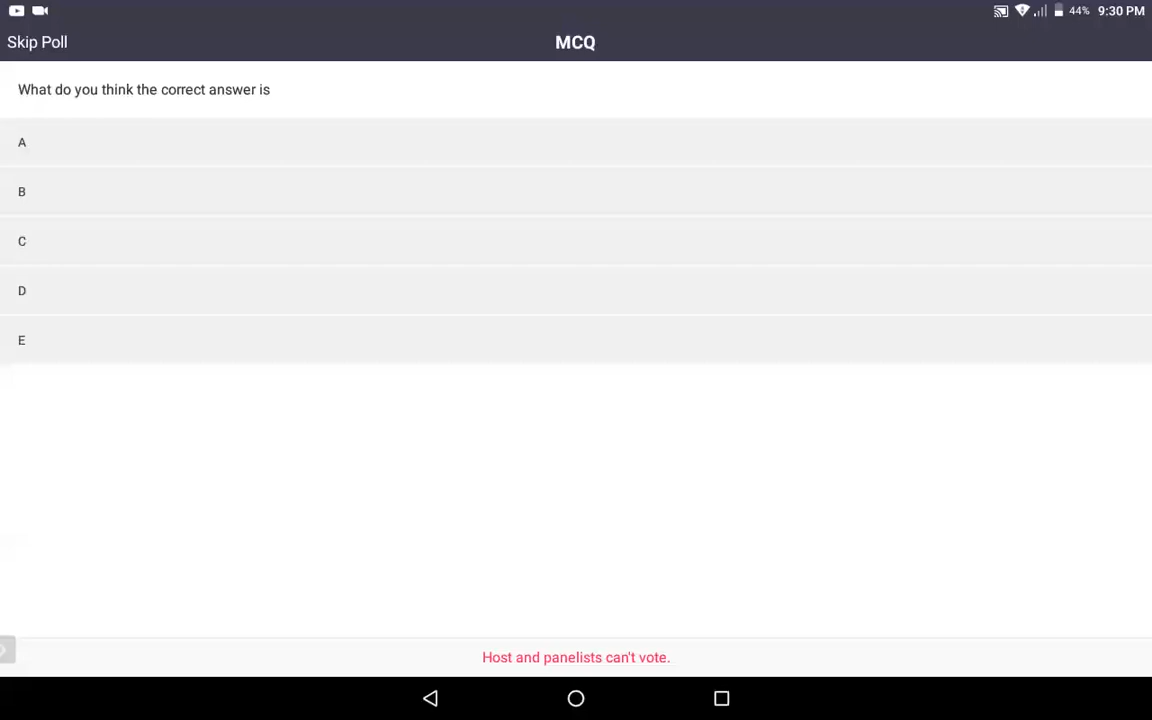 44% 9:30 PM
Skip Poll MCQ
What do you think the correct answer is
A
B
C
D
E
Host and panelists can't vote.